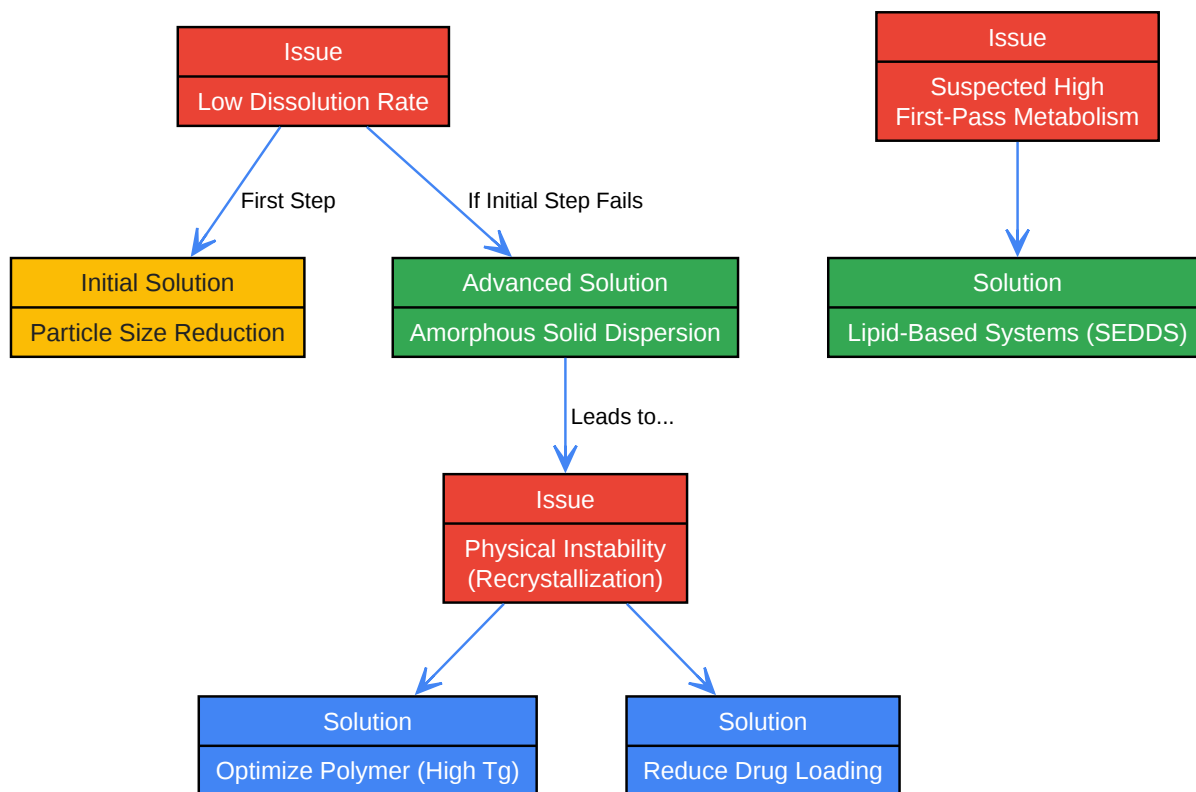 Issue
Low Dissolution Rate
Issue
Suspected High
First-Pass Metabolism
First Step
If Initial Step Fails
Initial Solution
Particle Size Reduction
Advanced Solution
Amorphous Solid Dispersion
Solution
Lipid-Based Systems (SEDDS)
Leads to...
Issue
Physical Instability
(Recrystallization)
Solution
Optimize Polymer (High Tg)
Solution
Reduce Drug Loading